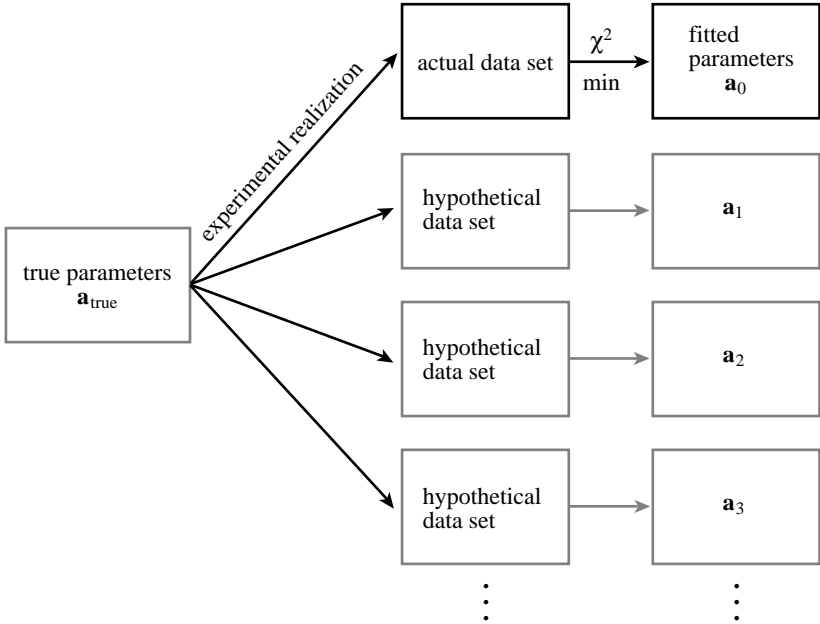 actual data set
χ²
min
fitted
parameters
a₀
experimental realization
hypothetical
data set
a₁
true parameters
a_true
hypothetical
data set
a₂
hypothetical
data set
a₃